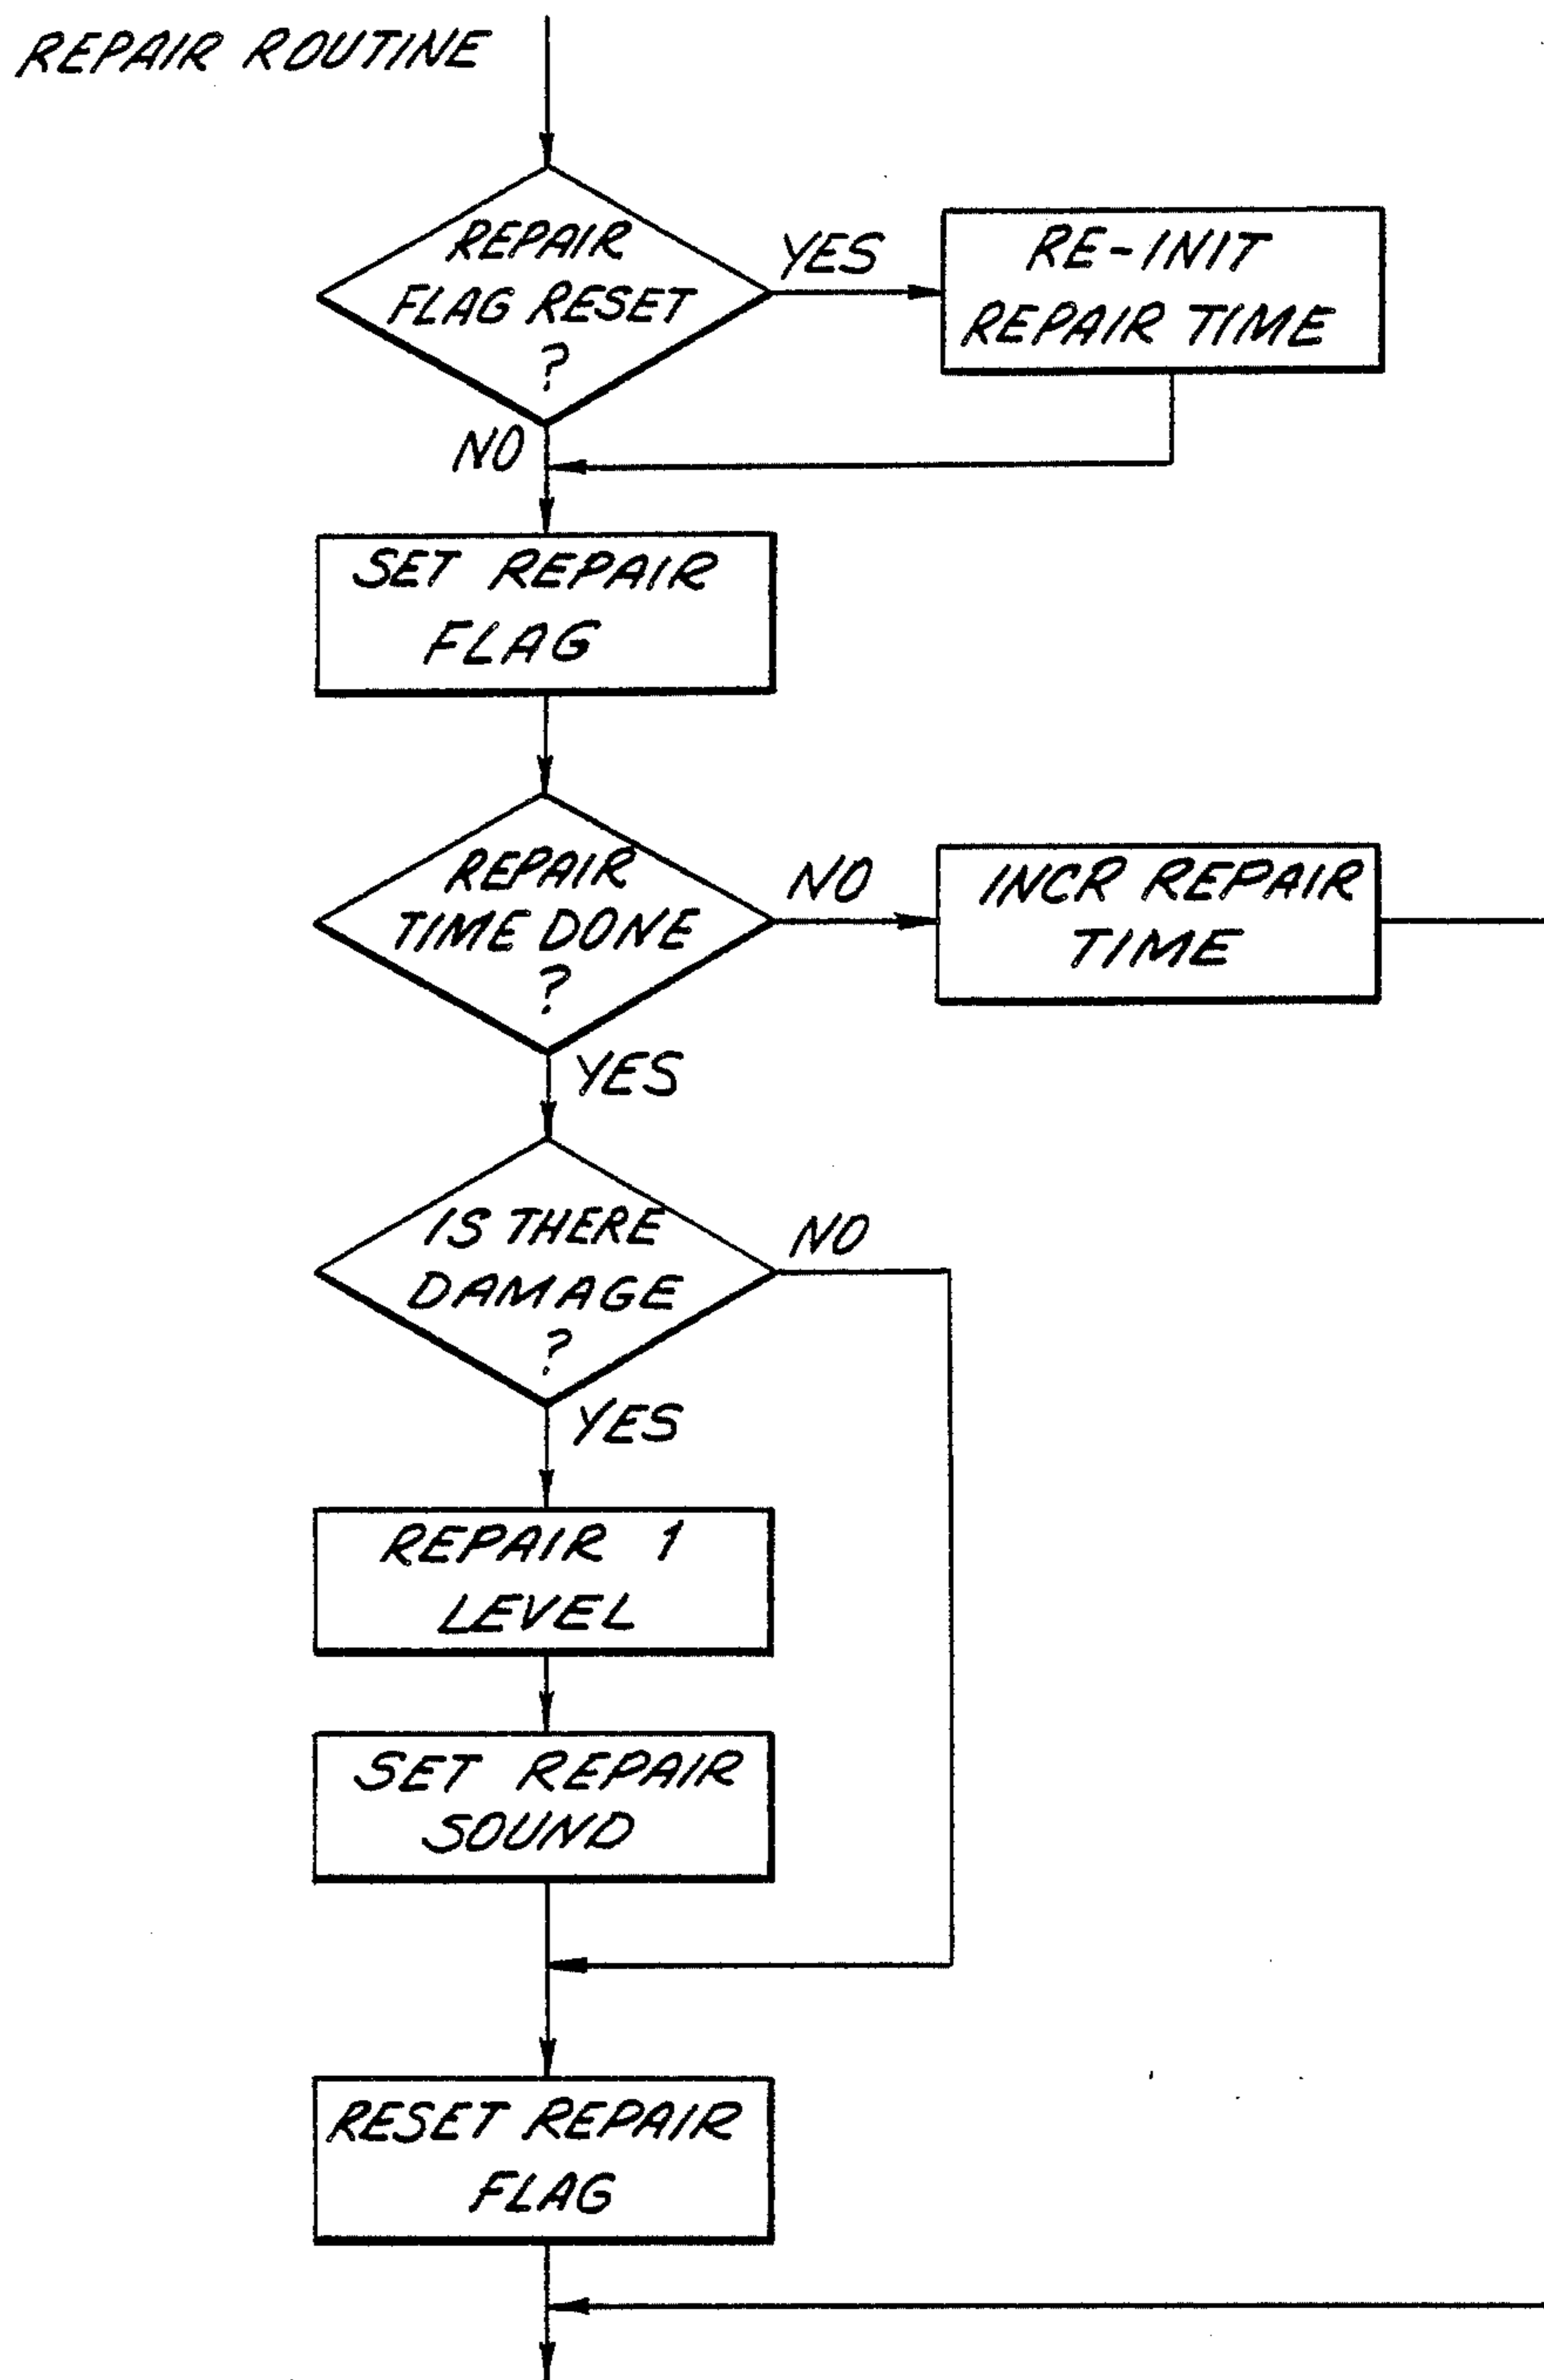 REPAIR ROUTINE
REPAIR
FLAG RESET
?
YES
RE-INIT
REPAIR TIME
NO
SET REPAIR
FLAG
REPAIR
TIME DONE
?
NO
INCR REPAIR
TIME
YES
IS THERE
DAMAGE
?
NO
YES
REPAIR 1
LEVEL
SET REPAIR
SOUND
RESET REPAIR
FLAG